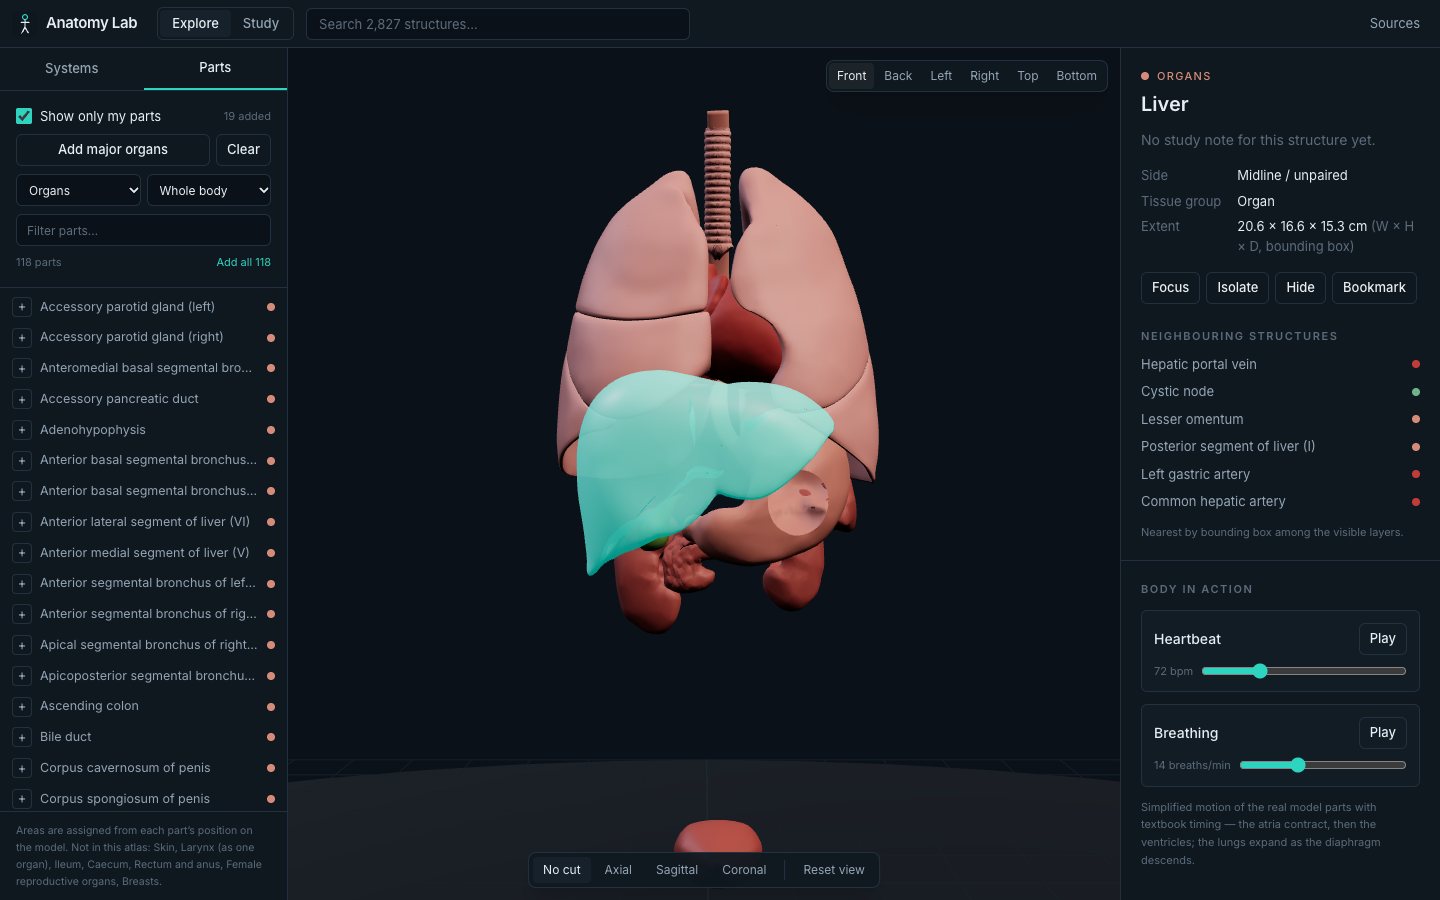 Anatomy Lab
Explore
Study
Search 2,827 structures...
Sources
Systems
Parts
Show only my parts
19 added
Add major organs
Clear
Organs
Whole body
Filter parts...
118 parts
Add all 118
+ Accessory parotid gland (left)
+ Accessory parotid gland (right)
+ Anteromedial basal segmental bro...
+ Accessory pancreatic duct
+ Adenohypophysis
+ Anterior basal segmental bronchus...
+ Anterior basal segmental bronchus...
+ Anterior lateral segment of liver (VI)
+ Anterior medial segment of liver (V)
+ Anterior segmental bronchus of lef...
+ Anterior segmental bronchus of rig...
+ Apical segmental bronchus of right...
+ Apicoposterior segmental bronchu...
+ Ascending colon
+ Bile duct
+ Corpus cavernosum of penis
+ Corpus spongiosum of penis
Areas are assigned from each part's position on
the model. Not in this atlas: Skin, Larynx (as one
organ), Ileum, Caecum, Rectum and anus, Female
reproductive organs, Breasts.
Front
Back
Left
Right
Top
Bottom
No cut
Axial
Sagittal
Coronal
Reset view
ORGANS
Liver
No study note for this structure yet.
Side Midline / unpaired
Tissue group Organ
Extent 20.6 × 16.6 × 15.3 cm (W × H
× D, bounding box)
Focus
Isolate
Hide
Bookmark
NEIGHBOURING STRUCTURES
Hepatic portal vein
Cystic node
Lesser omentum
Posterior segment of liver (I)
Left gastric artery
Common hepatic artery
Nearest by bounding box among the visible layers.
BODY IN ACTION
Heartbeat
Play
72 bpm
Breathing
Play
14 breaths/min
Simplified motion of the real model parts with
textbook timing — the atria contract, then the
ventricles; the lungs expand as the diaphragm
descends.